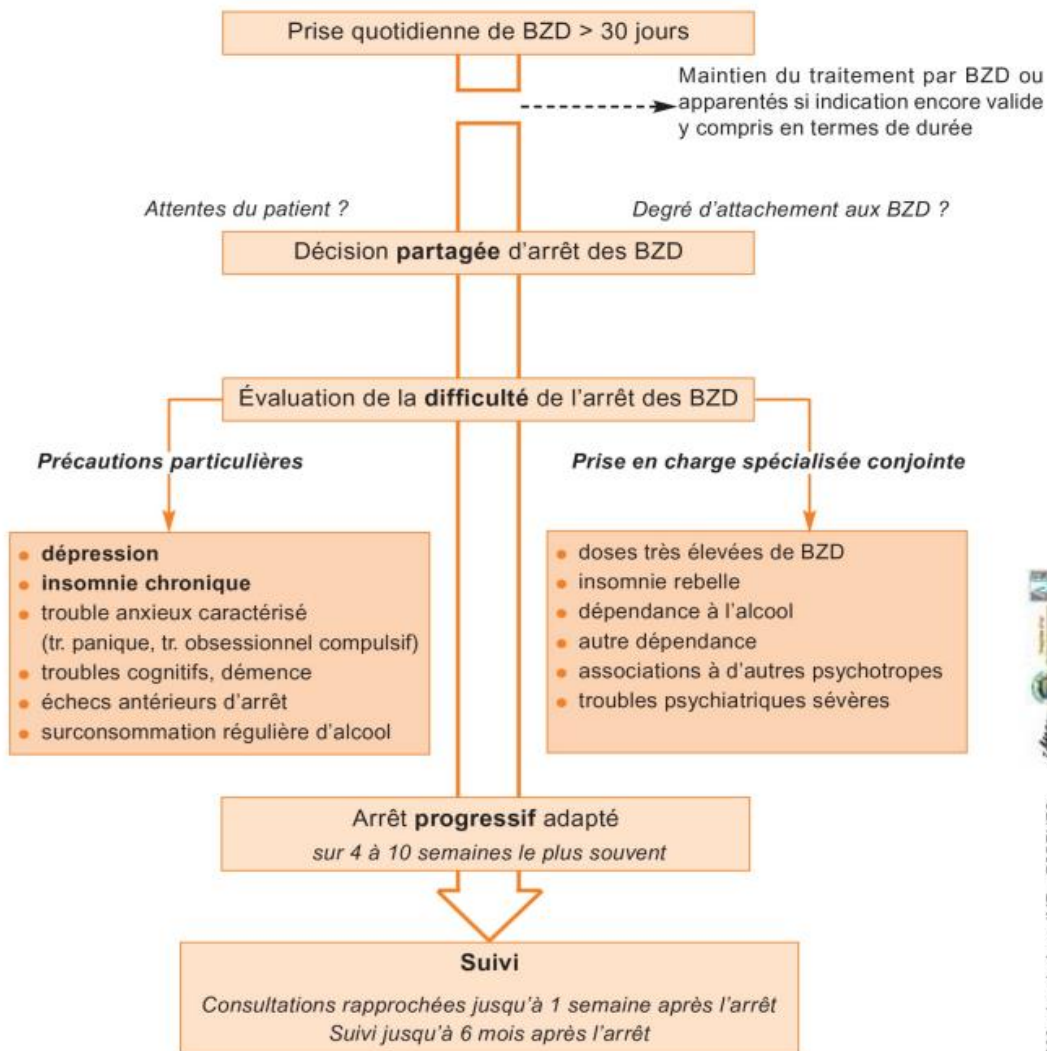 Prise quotidienne de BZD > 30 jours
Maintien du traitement par BZD ou
apparentés si indication encore valide
y compris en termes de durée
Attentes du patient ?
Degré d'attachement aux BZD ?
Décision partagée d'arrêt des BZD
Évaluation de la difficulté de l'arrêt des BZD
Précautions particulières
Prise en charge spécialisée conjointe
• dépression
• insomnie chronique
• trouble anxieux caractérisé
(tr. panique, tr. obsessionnel compulsif)
• troubles cognitifs, démence
• échecs antérieurs d'arrêt
• surconsommation régulière d'alcool
• doses très élevées de BZD
• insomnie rebelle
• dépendance à l'alcool
• autre dépendance
• associations à d'autres psychotropes
• troubles psychiatriques sévères
Arrêt progressif adapté
sur 4 à 10 semaines le plus souvent
Suivi
Consultations rapprochées jusqu'à 1 semaine après l'arrêt
Suivi jusqu'à 6 mois après l'arrêt